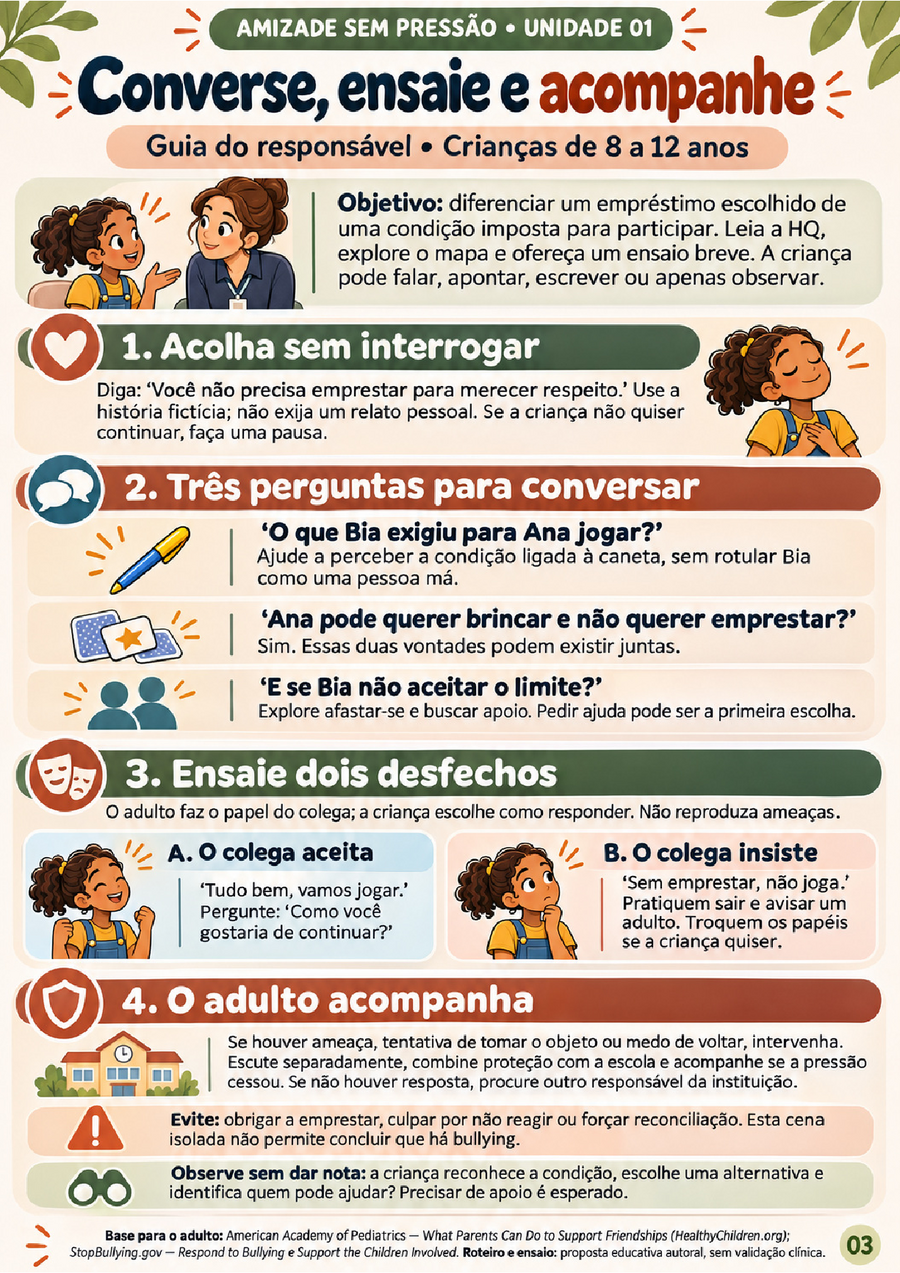 AMIZADE SEM PRESSÃO • UNIDADE 01
Converse, ensaie e acompanhe
Guia do responsável • Crianças de 8 a 12 anos
Objetivo: diferenciar um empréstimo escolhido de
uma condição imposta para participar. Leia a HQ,
explore o mapa e ofereça um ensaio breve. A criança
pode falar, apontar, escrever ou apenas observar.
1. Acolha sem interrogar
Diga: ‘Você não precisa emprestar para merecer respeito.’ Use a
história fictícia; não exija um relato pessoal. Se a criança não quiser
continuar, faça uma pausa.
2. Três perguntas para conversar
‘O que Bia exigiu para Ana jogar?’
Ajude a perceber a condição ligada à caneta, sem rotular Bia
como uma pessoa má.
‘Ana pode querer brincar e não querer emprestar?’
Sim. Essas duas vontades podem existir juntas.
‘E se Bia não aceitar o limite?’
Explore afastar-se e buscar apoio. Pedir ajuda pode ser a primeira escolha.
3. Ensaie dois desfechos
O adulto faz o papel do colega; a criança escolhe como responder. Não reproduza ameaças.
A. O colega aceita
‘Tudo bem, vamos jogar.’
Pergunte: ‘Como você
gostaria de continuar?’
B. O colega insiste
‘Sem emprestar, não joga.’
Pratiquem sair e avisar um
adulto. Troquem os papéis
se a criança quiser.
4. O adulto acompanha
Se houver ameaça, tentativa de tomar o objeto ou medo de voltar, intervenha.
Escute separadamente, combine proteção com a escola e acompanhe se a pressão
cessou. Se não houver resposta, procure outro responsável da instituição.
Evite: obrigar a emprestar, culpar por não reagir ou forçar reconciliação. Esta cena
isolada não permite concluir que há bullying.
Observe sem dar nota: a criança reconhece a condição, escolhe uma alternativa e
identifica quem pode ajudar? Precisar de apoio é esperado.
Base para o adulto: American Academy of Pediatrics — What Parents Can Do to Support Friendships (HealthyChildren.org);
StopBullying.gov — Respond to Bullying e Support the Children Involved. Roteiro e ensaio: proposta educativa autoral, sem validação clínica.
03